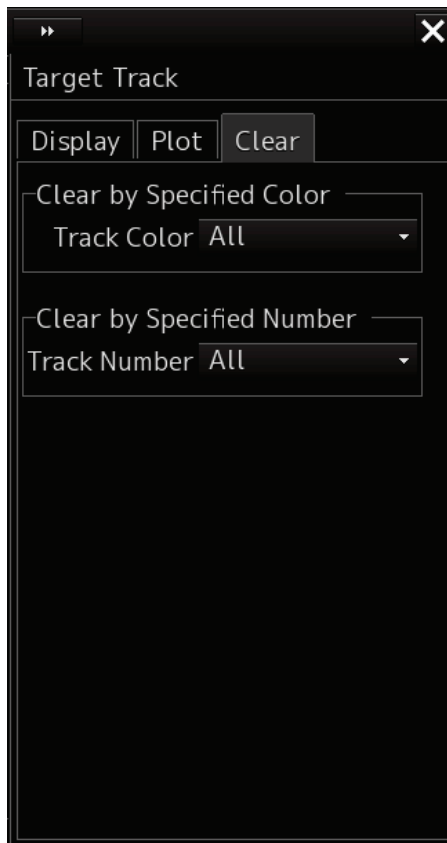 Target Track
Display Plot Clear
Clear by Specified Color
Track Color All
Clear by Specified Number
Track Number All